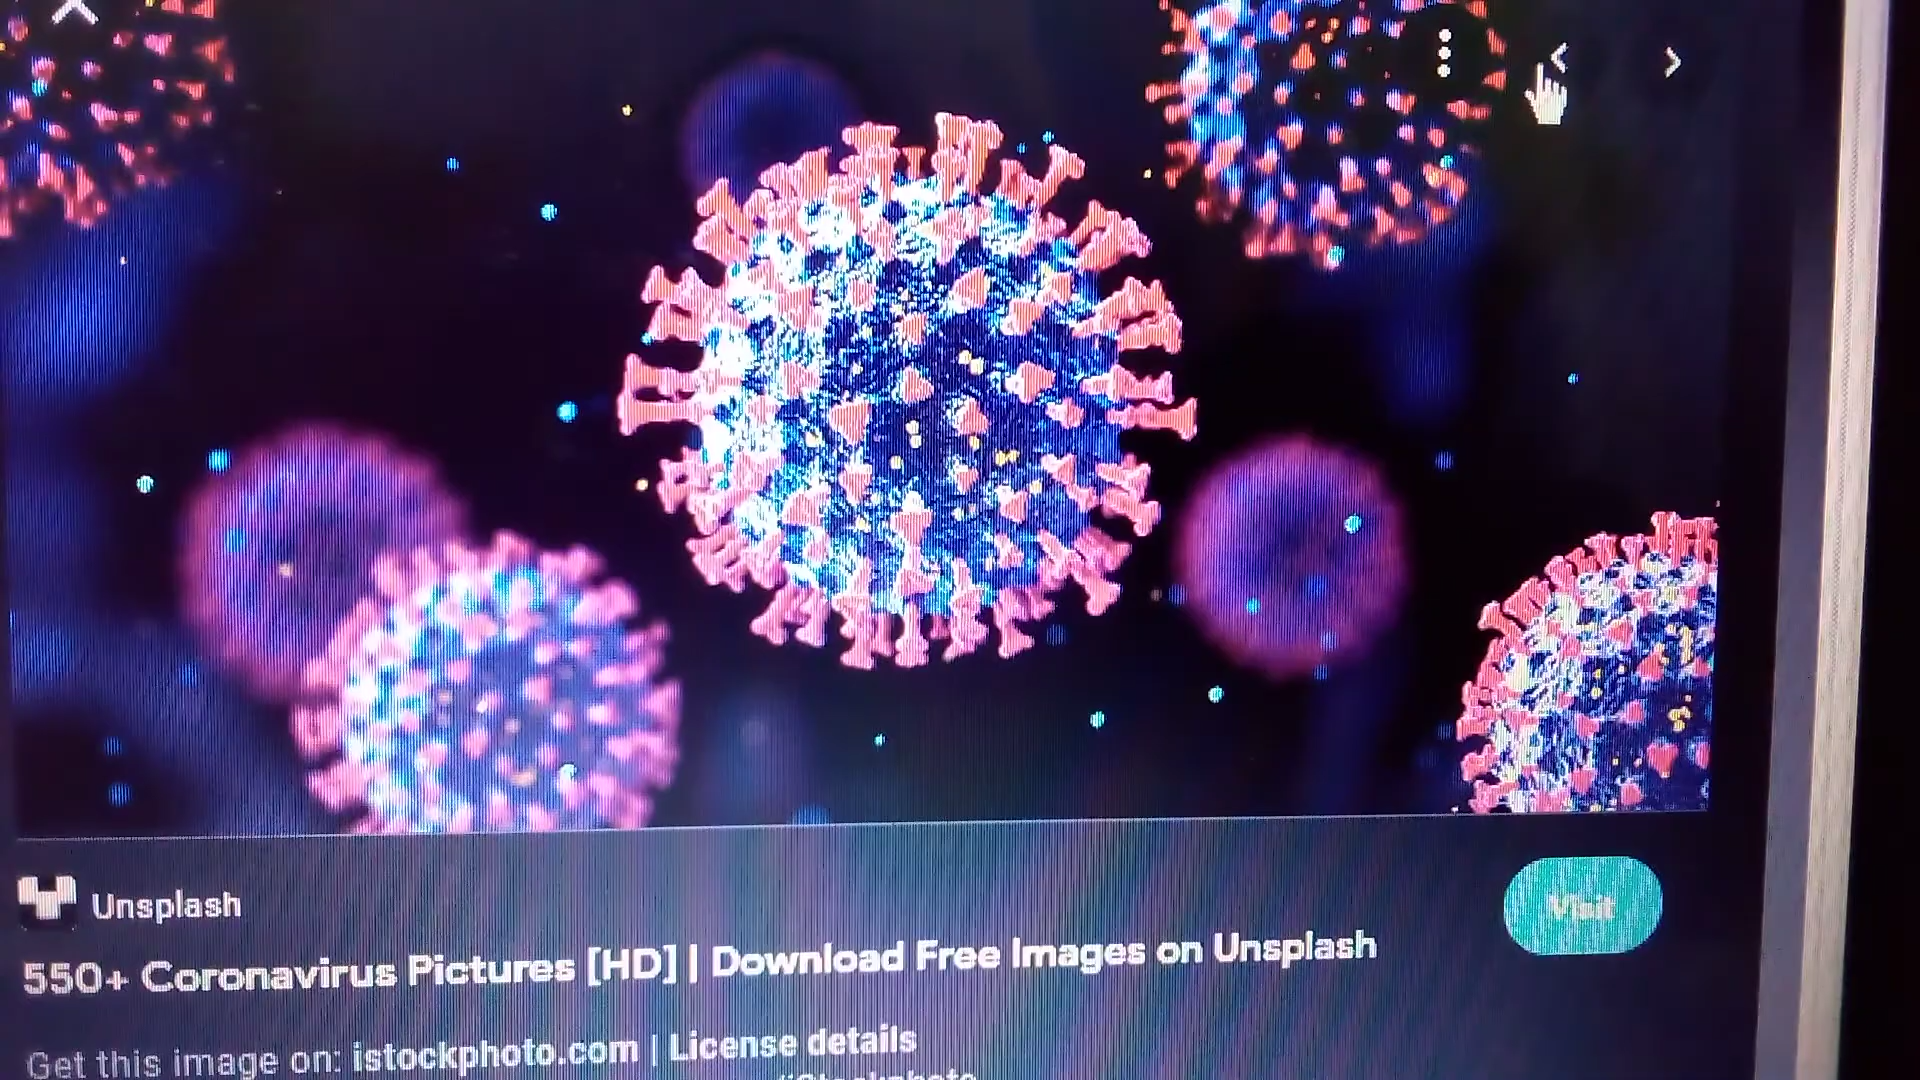 Unsplash
Visit
550+ Coronavirus Pictures [HD] | Download Free Images on Unsplash
Get this image on: istockphoto.com | License details